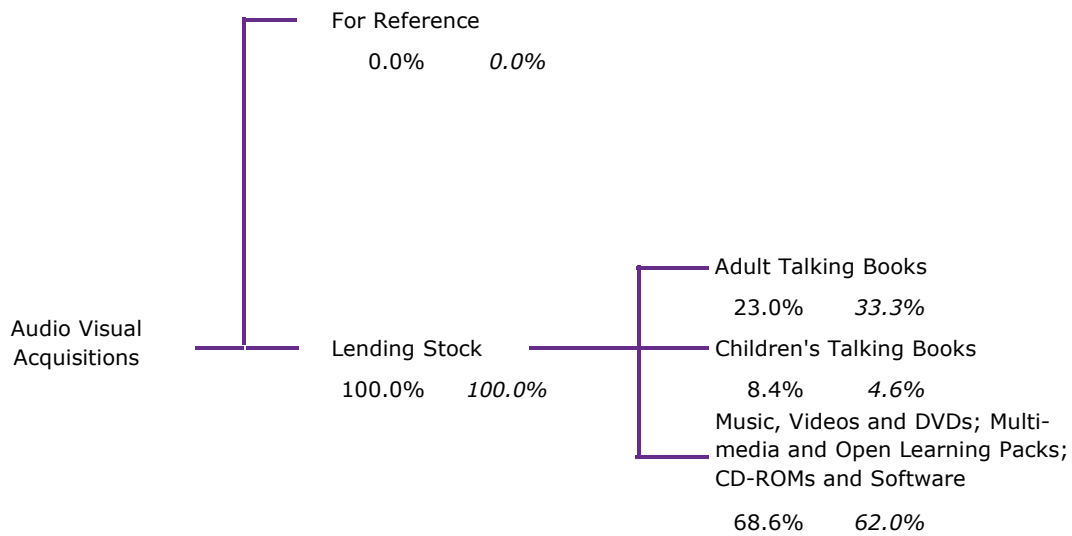 For Reference
0.0% 0.0%
Adult Talking Books
23.0% 33.3%
Audio Visual
Acquisitions
Lending Stock
100.0% 100.0%
Children's Talking Books
8.4% 4.6%
Music, Videos and DVDs; Multi-
media and Open Learning Packs;
CD-ROMs and Software
68.6% 62.0%